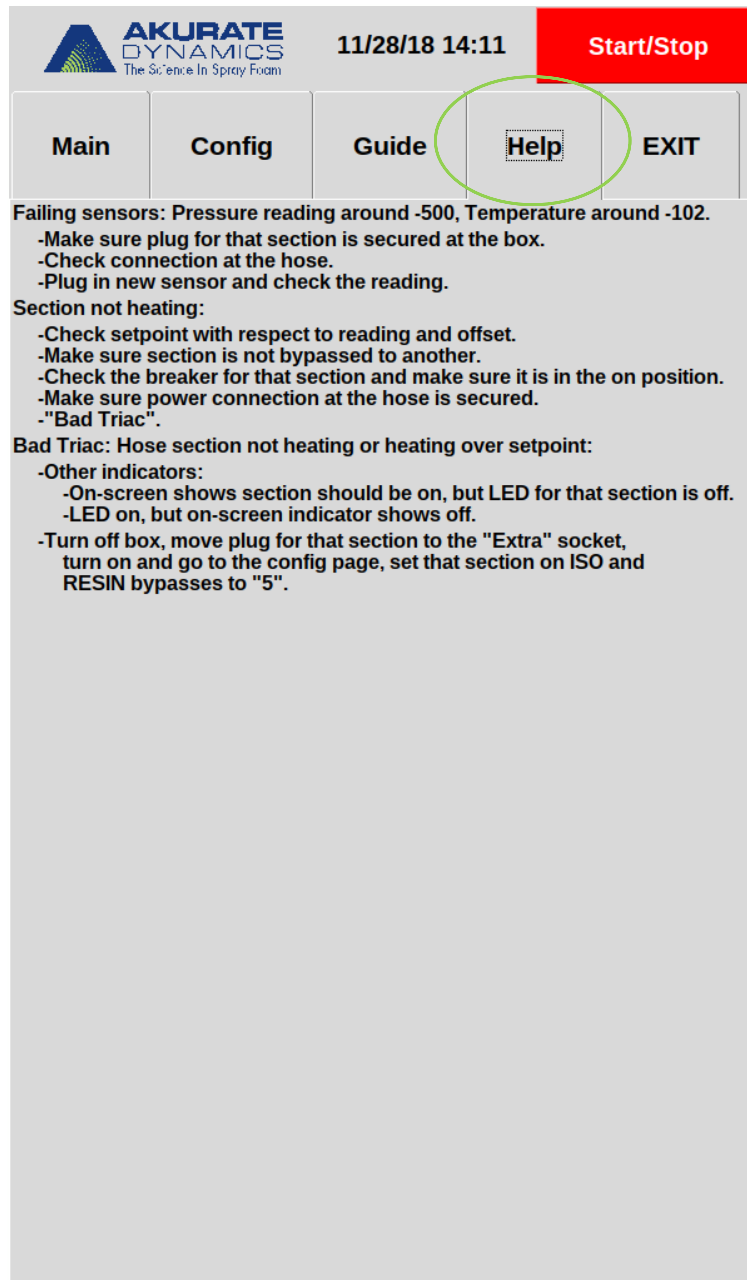 AKURATE
DYNAMICS
The Science In Spray Foam
11/28/18 14:11
Start/Stop
Main
Config
Guide
Help
EXIT
Failing sensors: Pressure reading around -500, Temperature around -102.
-Make sure plug for that section is secured at the box.
-Check connection at the hose.
-Plug in new sensor and check the reading.
Section not heating:
-Check setpoint with respect to reading and offset.
-Make sure section is not bypassed to another.
-Check the breaker for that section and make sure it is in the on position.
-Make sure power connection at the hose is secured.
-"Bad Triac".
Bad Triac: Hose section not heating or heating over setpoint:
-Other indicators:
-On-screen shows section should be on, but LED for that section is off.
-LED on, but on-screen indicator shows off.
-Turn off box, move plug for that section to the "Extra" socket,
turn on and go to the config page, set that section on ISO and
RESIN bypasses to "5".